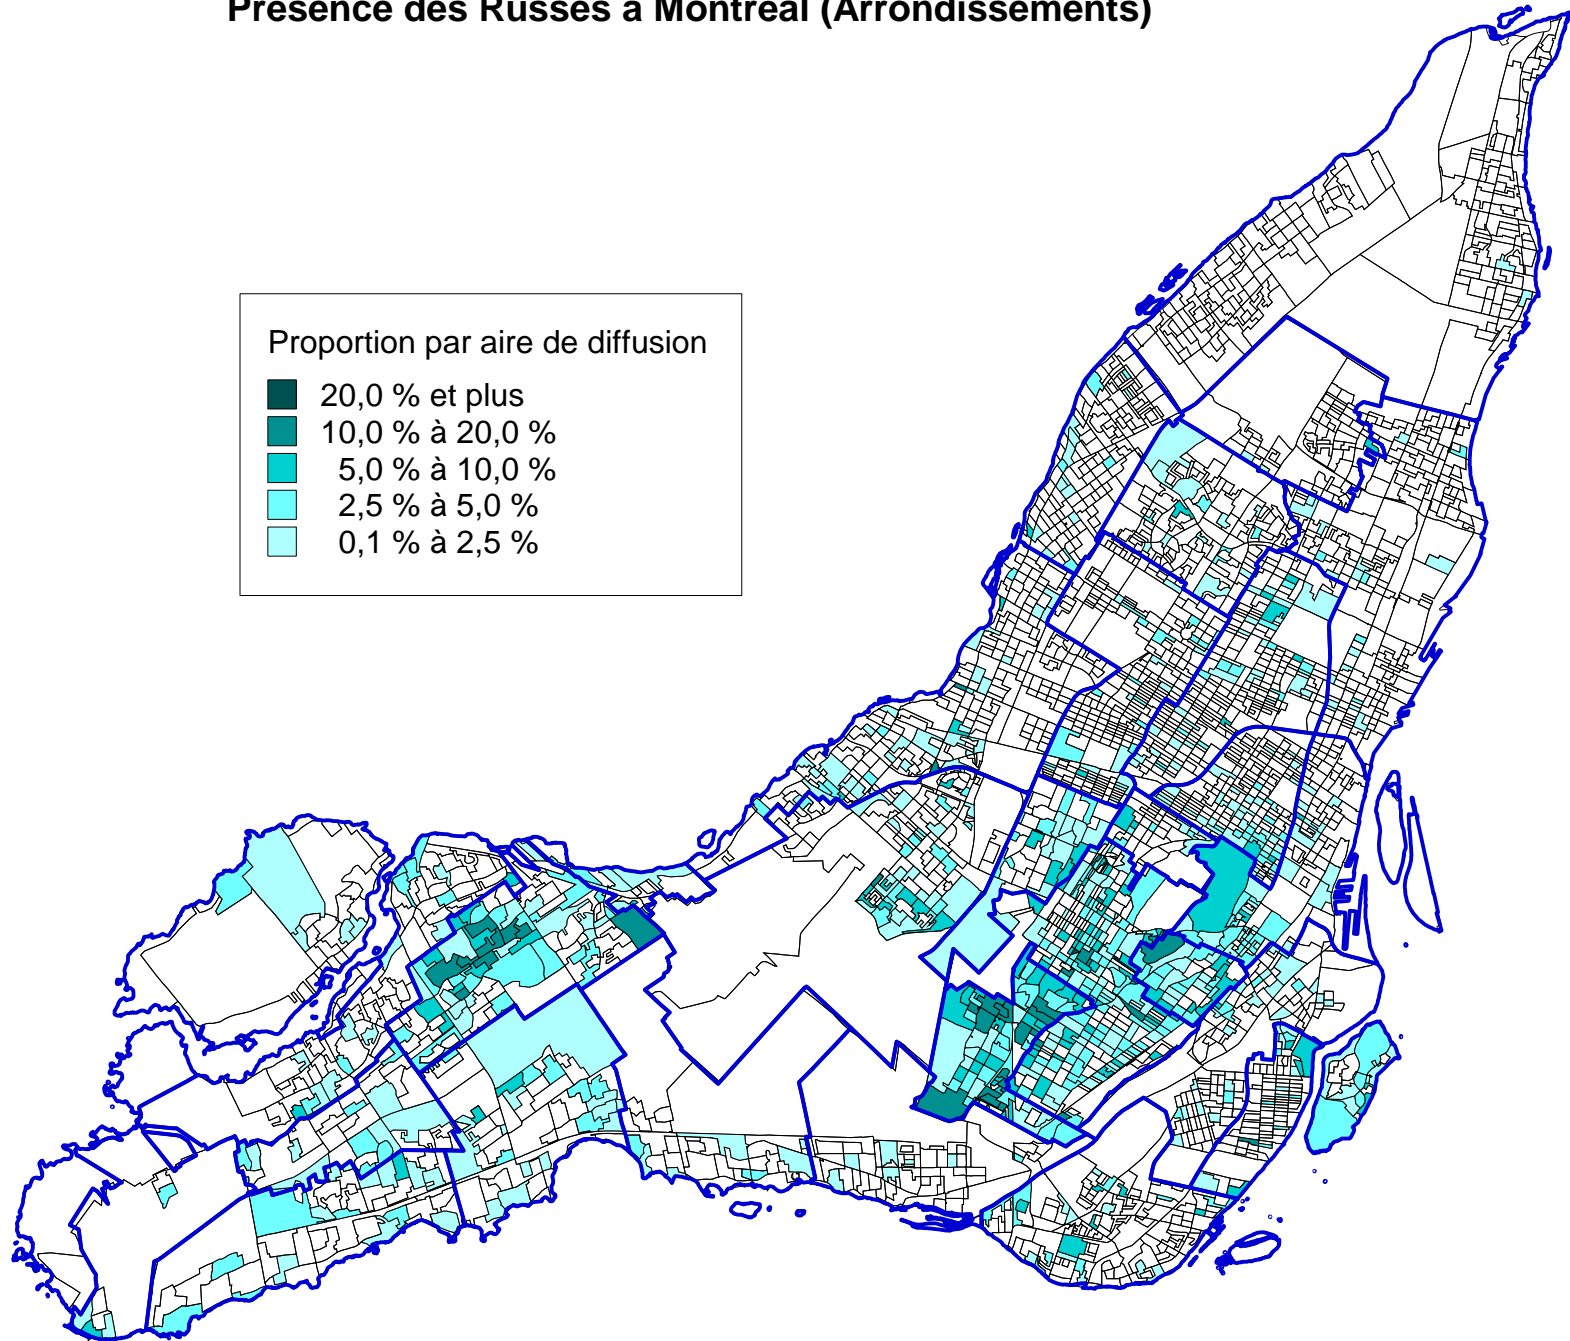 Présence des Russes à Montréal (Arrondissements)
Proportion par aire de diffusion
20,0 % et plus
10,0 % à 20,0 %
5,0 % à 10,0 %
2,5 % à 5,0 %
0,1 % à 2,5 %